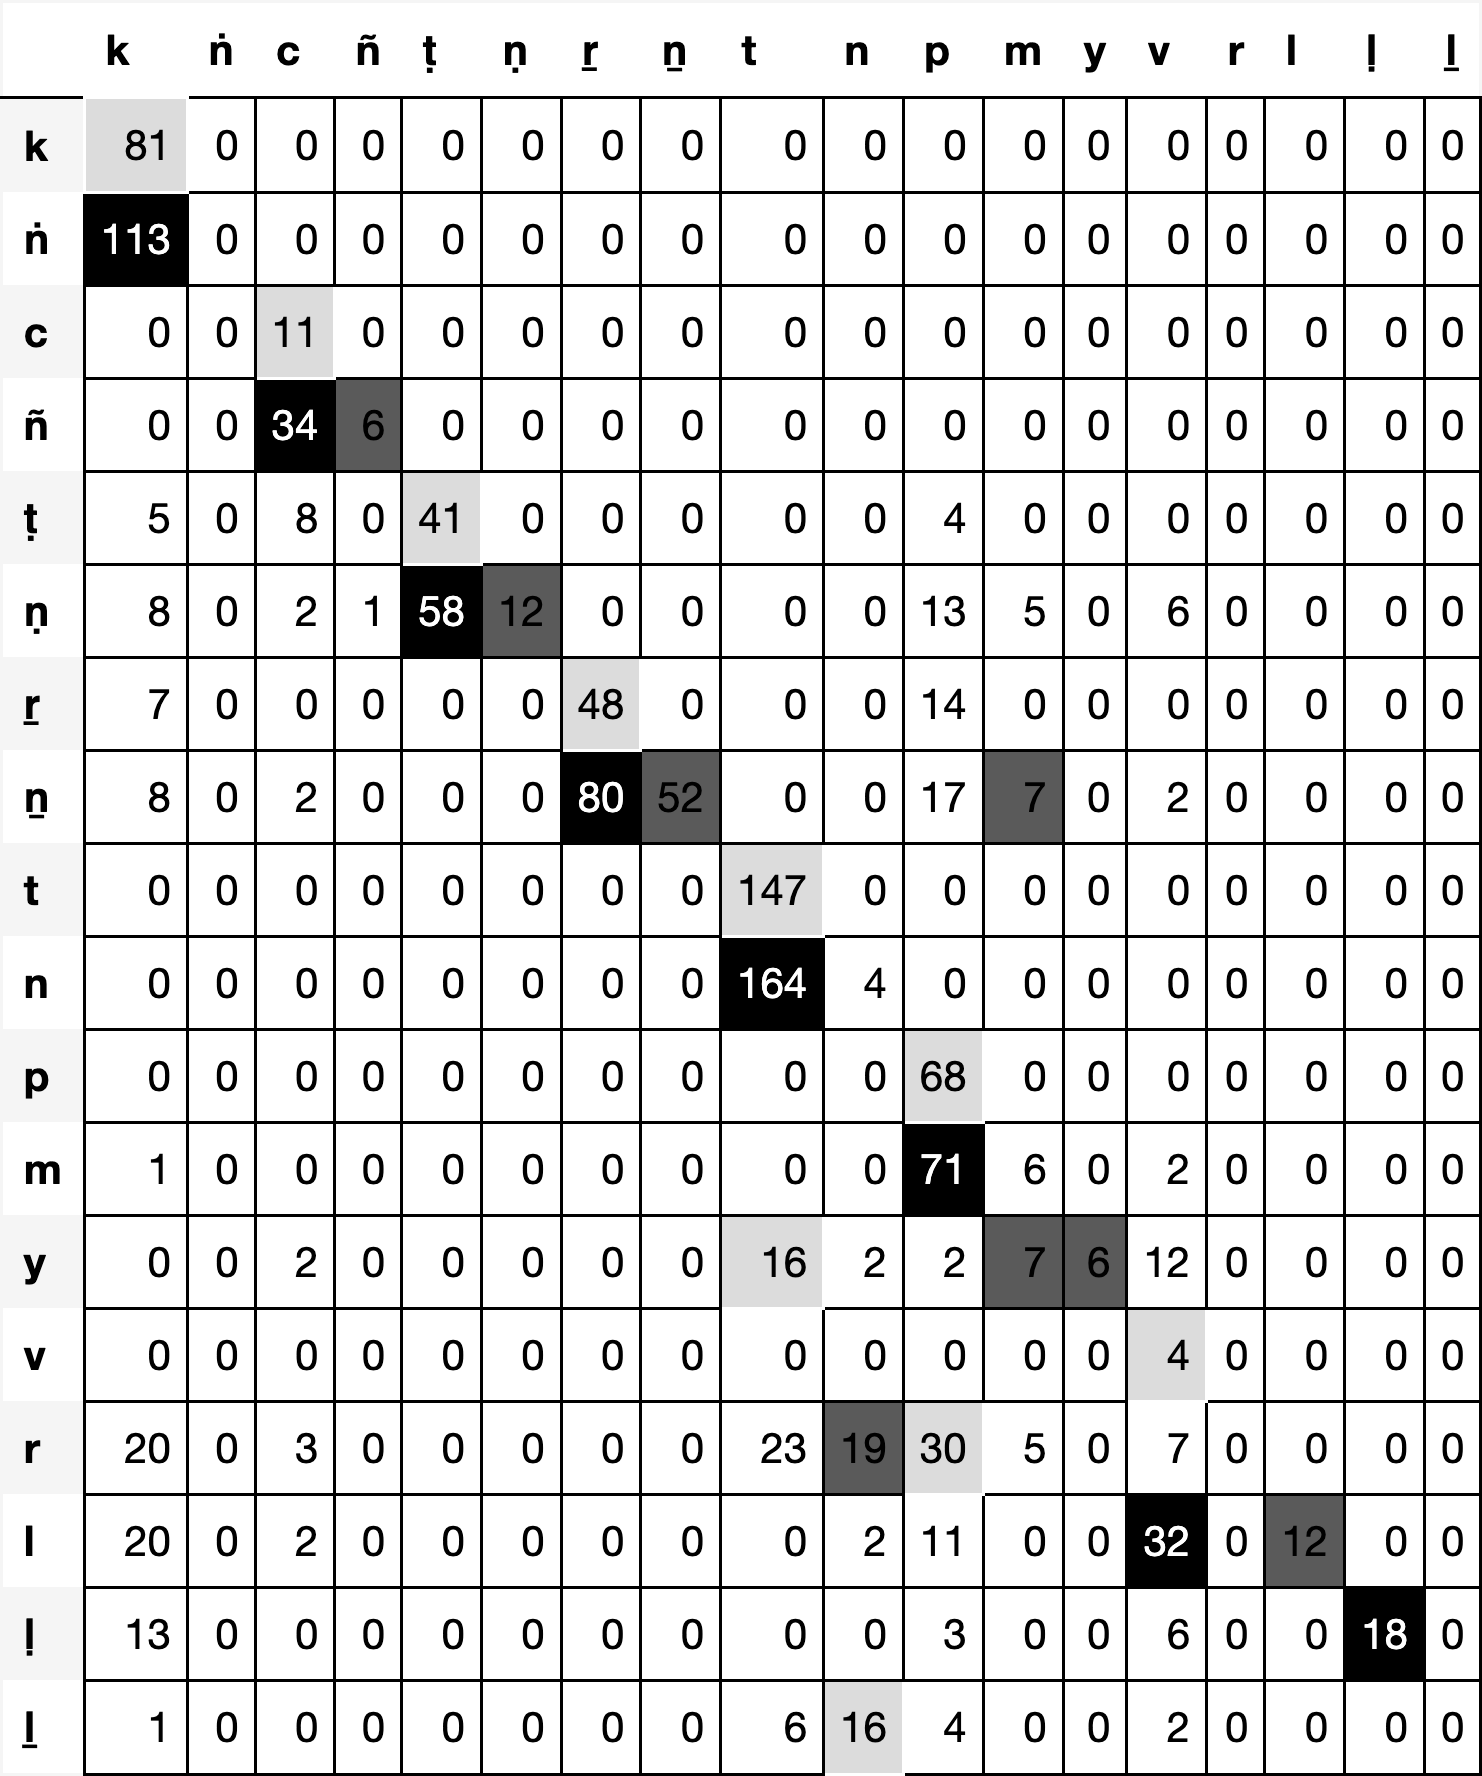 k ṅ c ñ ṭ ṇ ṟ ṉ t n p m y v r l ḷ ḻ
k 81 0 0 0 0 0 0 0 0 0 0 0 0 0 0 0 0 0
ṅ 113 0 0 0 0 0 0 0 0 0 0 0 0 0 0 0 0 0
c 0 0 11 0 0 0 0 0 0 0 0 0 0 0 0 0 0 0
ñ 0 0 34 6 0 0 0 0 0 0 0 0 0 0 0 0 0 0
ṭ 5 0 8 0 41 0 0 0 0 0 4 0 0 0 0 0 0 0
ṇ 8 0 2 1 58 12 0 0 0 0 13 5 0 6 0 0 0 0
ṟ 7 0 0 0 0 0 48 0 0 0 14 0 0 0 0 0 0 0
ṉ 8 0 2 0 0 0 80 52 0 0 17 7 0 2 0 0 0 0
t 0 0 0 0 0 0 0 0 147 0 0 0 0 0 0 0 0 0
n 0 0 0 0 0 0 0 0 164 4 0 0 0 0 0 0 0 0
p 0 0 0 0 0 0 0 0 0 0 68 0 0 0 0 0 0 0
m 1 0 0 0 0 0 0 0 0 0 71 6 0 2 0 0 0 0
y 0 0 2 0 0 0 0 0 16 2 2 7 6 12 0 0 0 0
v 0 0 0 0 0 0 0 0 0 0 0 0 0 4 0 0 0 0
r 20 0 3 0 0 0 0 0 23 19 30 5 0 7 0 0 0 0
l 20 0 2 0 0 0 0 0 0 2 11 0 0 32 0 12 0 0
ḷ 13 0 0 0 0 0 0 0 0 0 3 0 0 6 0 0 18 0
ḻ 1 0 0 0 0 0 0 0 6 16 4 0 0 2 0 0 0 0